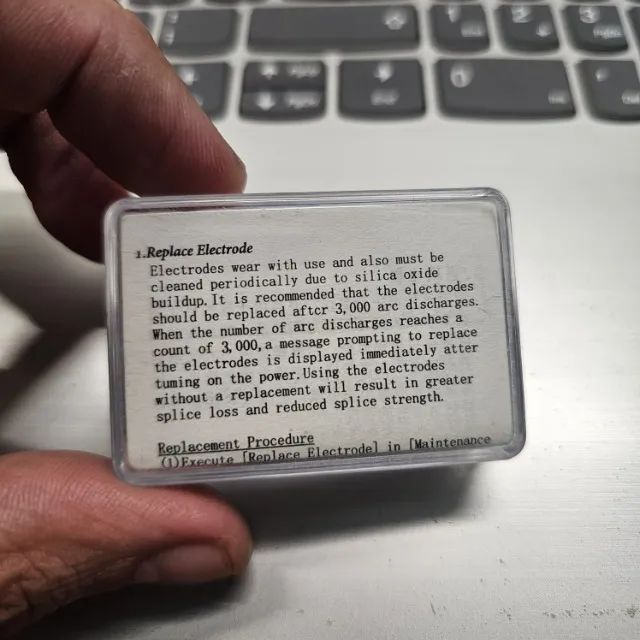 1.Replace Electrode
Electrodes wear with use and also must be
cleaned periodically due to silica oxide
buildup. It is recommended that the electrodes
should be replaced aftcr 3,000 arc discharges.
When the number of arc discharges reaches a
count of 3,000, a message prompting to replace
the electrodes is displayed immediately atter
tuming on the power. Using the electrodes
without a replacement will result in greater
splice loss and reduced splice strength.
Replacement Procedure
(1)Execute [Replace Electrode] in [Maintenance
1
2
3
0